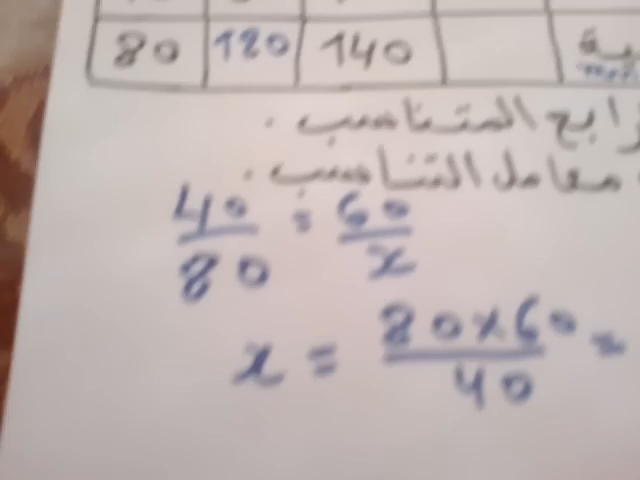 80 120 140
رابع المتناسب.
معامل التناسب.
40/80 = 60/x
x = 80×60/40 =